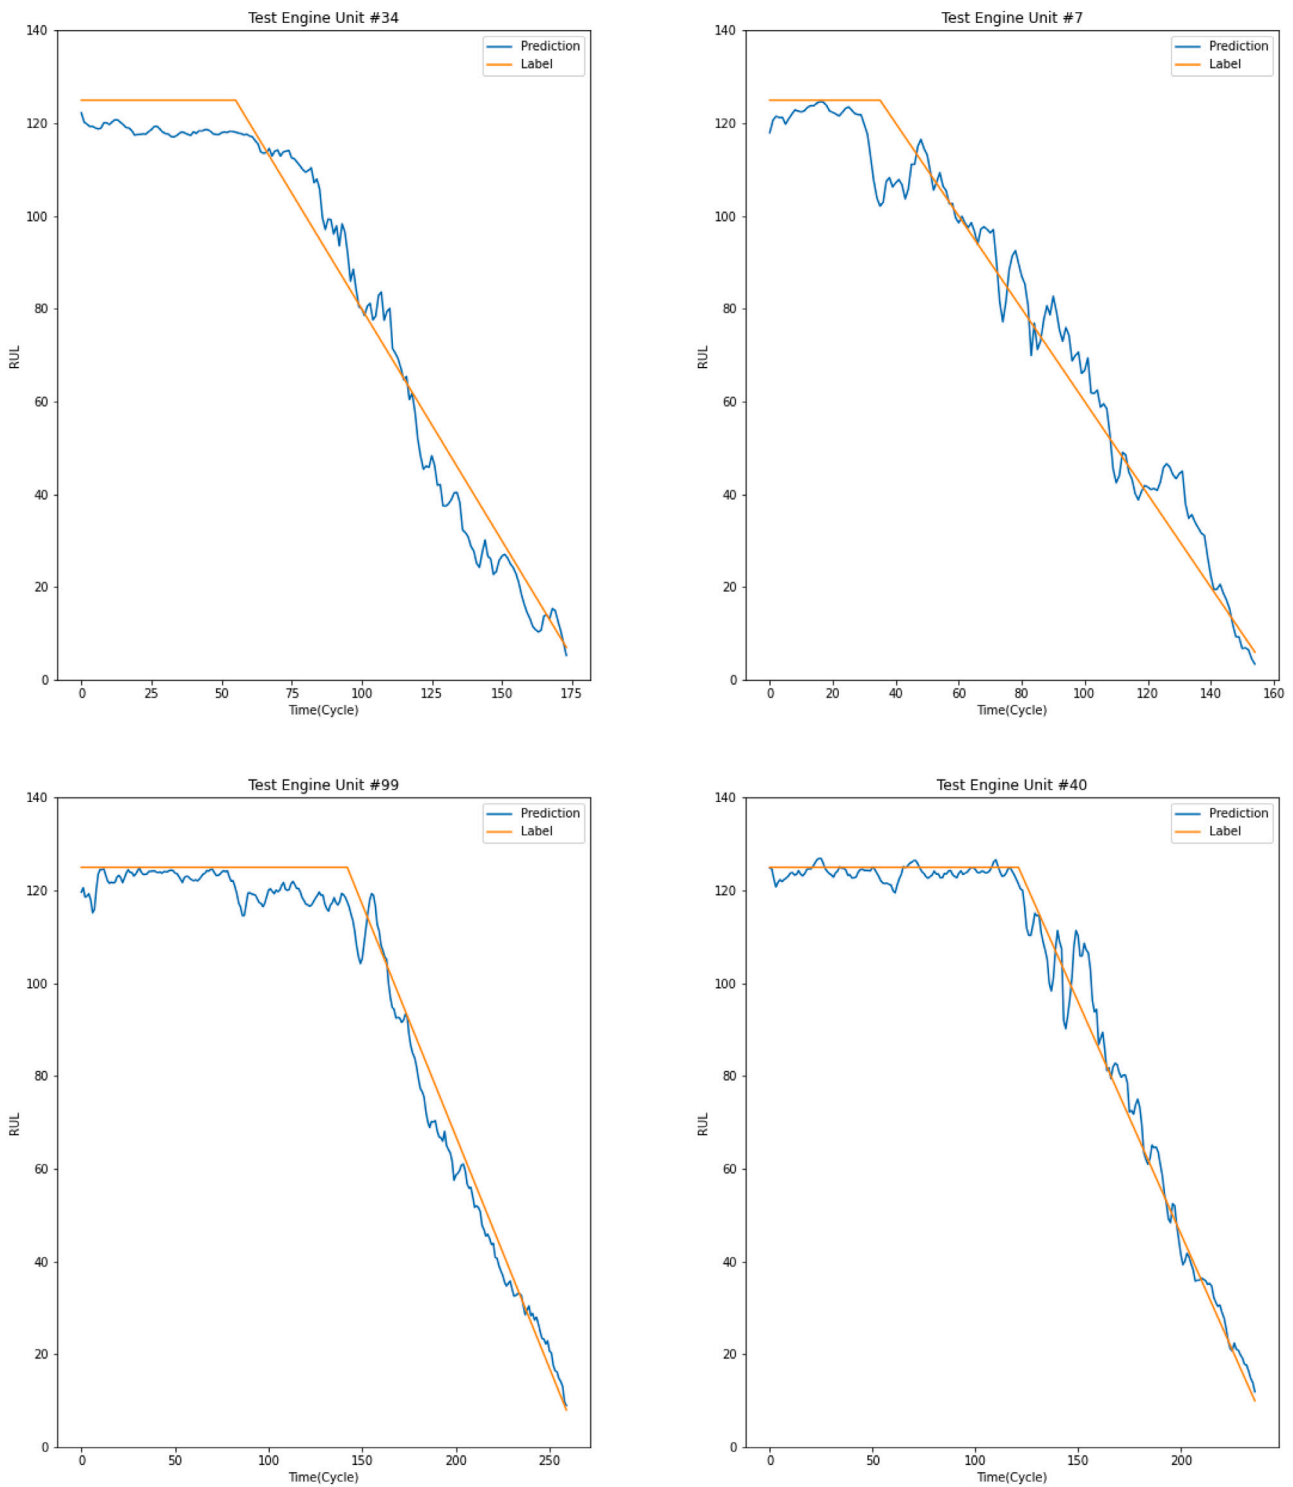 Test Engine Unit #34
140
120
100
80
60
40
20
0
RUL
Prediction
Label
0 25 50 75 100 125 150 175
Time(Cycle)
Test Engine Unit #7
140
120
100
80
60
40
20
0
RUL
Prediction
Label
0 20 40 60 80 100 120 140 160
Time(Cycle)
Test Engine Unit #99
140
120
100
80
60
40
20
0
RUL
Prediction
Label
0 50 100 150 200 250
Time(Cycle)
Test Engine Unit #40
140
120
100
80
60
40
20
0
RUL
Prediction
Label
0 50 100 150 200
Time(Cycle)